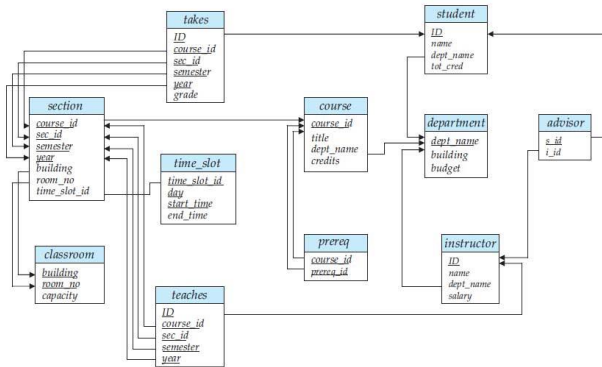 takes
ID
course_id
sec_id
semester
year
grade
student
ID
name
dept_name
tot_cred
section
course_id
sec_id
semester
year
building
room_no
time_slot_id
course
course_id
title
dept_name
credits
department
dept_name
building
budget
advisor
s_id
i_id
time_slot
time_slot_id
day
start_time
end_time
prereq
course_id
prereq_id
instructor
ID
name
dept_name
salary
classroom
building
room_no
capacity
teaches
ID
course_id
sec_id
semester
year